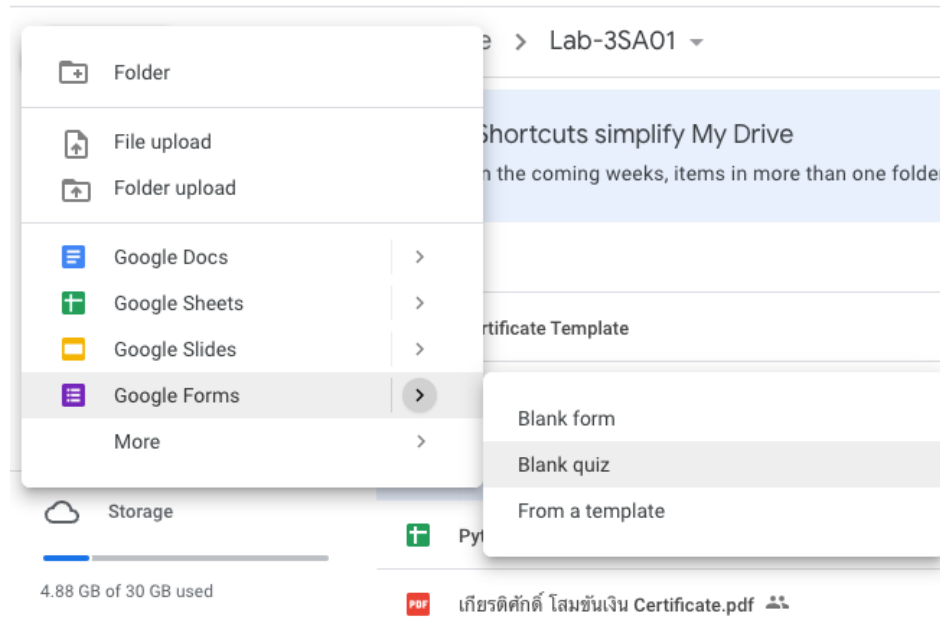 Folder
File upload
Folder upload
Google Docs
Google Sheets
Google Slides
Google Forms
More
Storage
4.88 GB of 30 GB used
Lab-3SA01
Shortcuts simplify My Drive
the coming weeks, items in more than one
Template
Blank form
Blank quiz
From a template
PDF
เกียรติศักดิ์ โสมขันเงิน Certificate.pdf